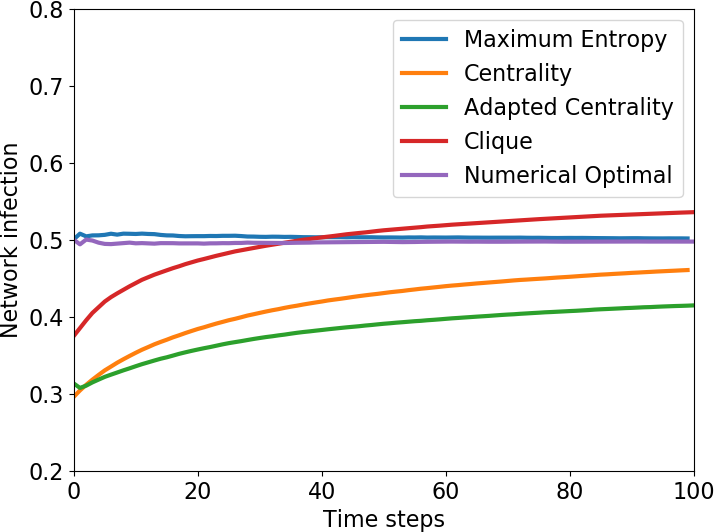 0.8
0.7
0.6
0.5
0.4
0.3
0.2
Network infection
Maximum Entropy
Centrality
Adapted Centrality
Clique
Numerical Optimal
0 20 40 60 80 100
Time steps